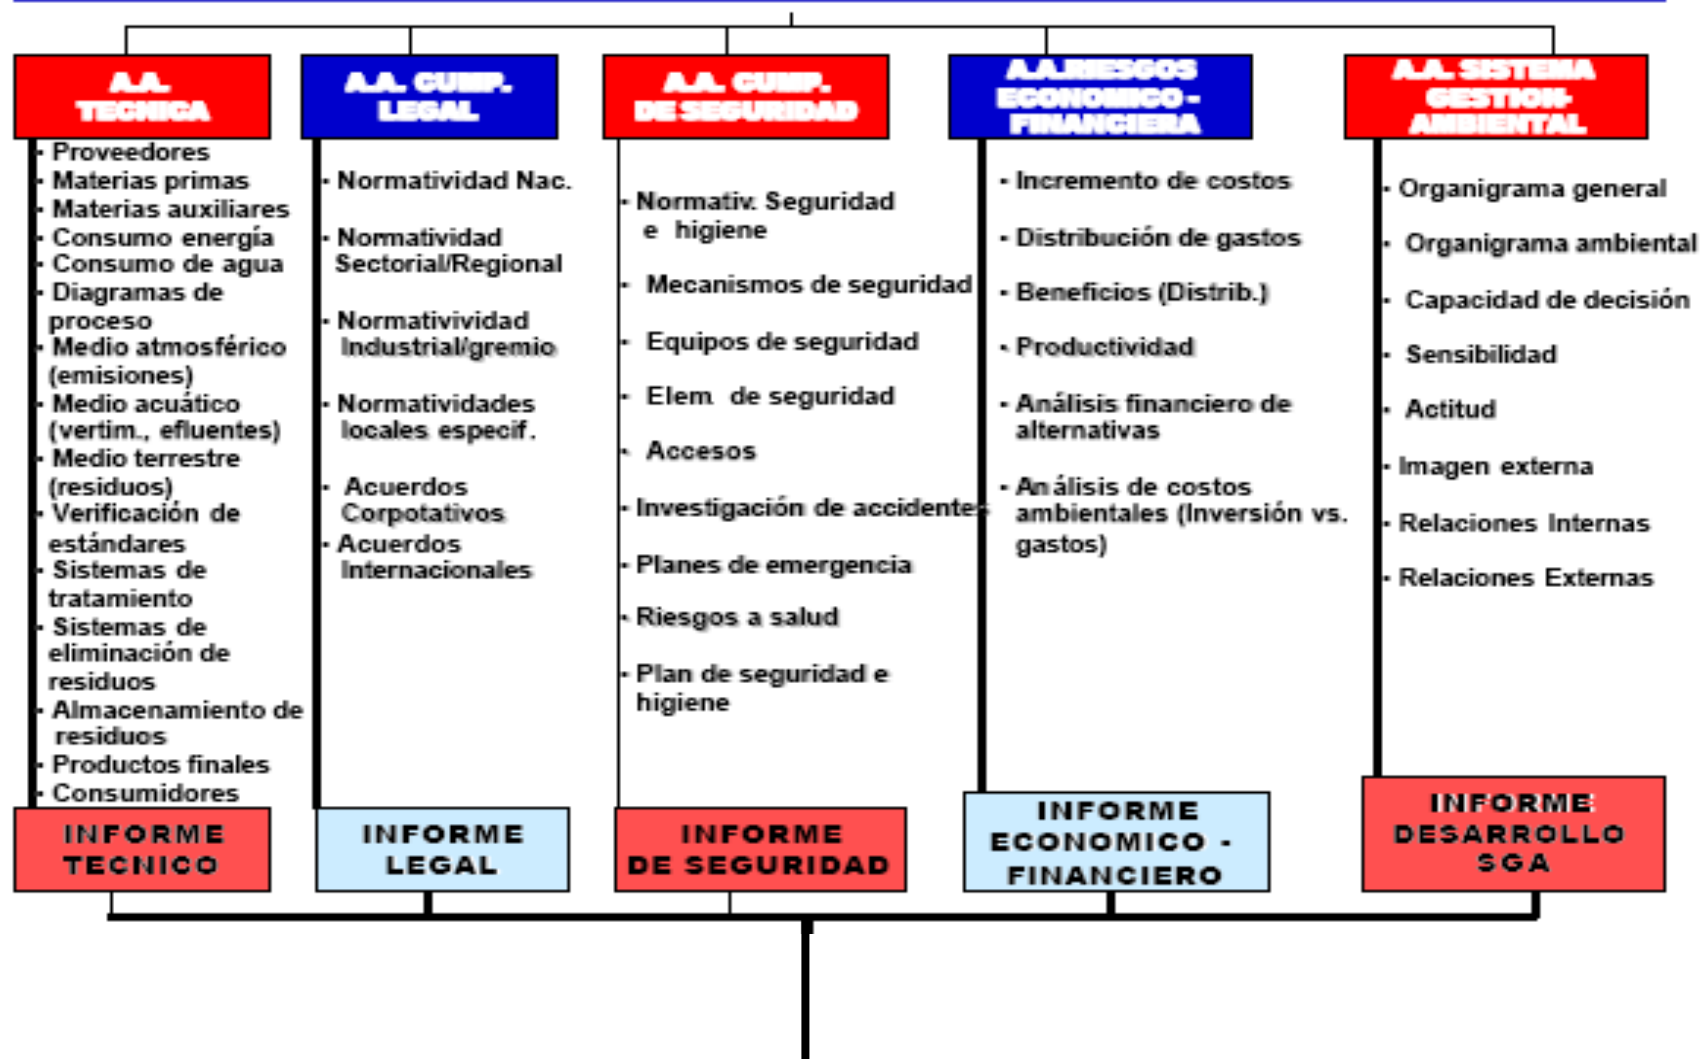 A.A.
TECNICA
• Proveedores
• Materias primas
• Materias auxiliares
• Consumo energía
• Consumo de agua
• Diagramas de
proceso
• Medio atmosférico
(emisiones)
• Medio acuático
(vertim., efluentes)
• Medio terrestre
(residuos)
• Verificación de
estándares
• Sistemas de
tratamiento
• Sistemas de
eliminación de
residuos
• Almacenamiento de
residuos
• Productos finales
• Consumidores
INFORME
TECNICO
A.A. CUMP.
LEGAL
• Normatividad Nac.
• Normatividad
Sectorial/Regional
• Normativividad
Industrial/gremio
• Normatividades
locales especif.
• Acuerdos
Corpotativos
• Acuerdos
Internacionales
INFORME
LEGAL
A.A. CUMP.
DE SEGURIDAD
• Normativ. Seguridad
e higiene
• Mecanismos de seguridad
• Equipos de seguridad
• Elem. de seguridad
• Accesos
• Investigación de accidentes
• Planes de emergencia
• Riesgos a salud
• Plan de seguridad e
higiene
INFORME
DE SEGURIDAD
A.A.RIESGOS
ECONOMICO-
FINANCIERA
• Incremento de costos
• Distribución de gastos
• Beneficios (Distrib.)
• Productividad
• Análisis financiero de
alternativas
• Análisis de costos
ambientales (Inversión vs.
gastos)
INFORME
ECONOMICO -
FINANCIERO
A.A. SISTEMA
GESTION-
AMBIENTAL
• Organigrama general
• Organigrama ambiental
• Capacidad de decisión
• Sensibilidad
• Actitud
• Imagen externa
• Relaciones Internas
• Relaciones Externas
INFORME
DESARROLLO
SGA